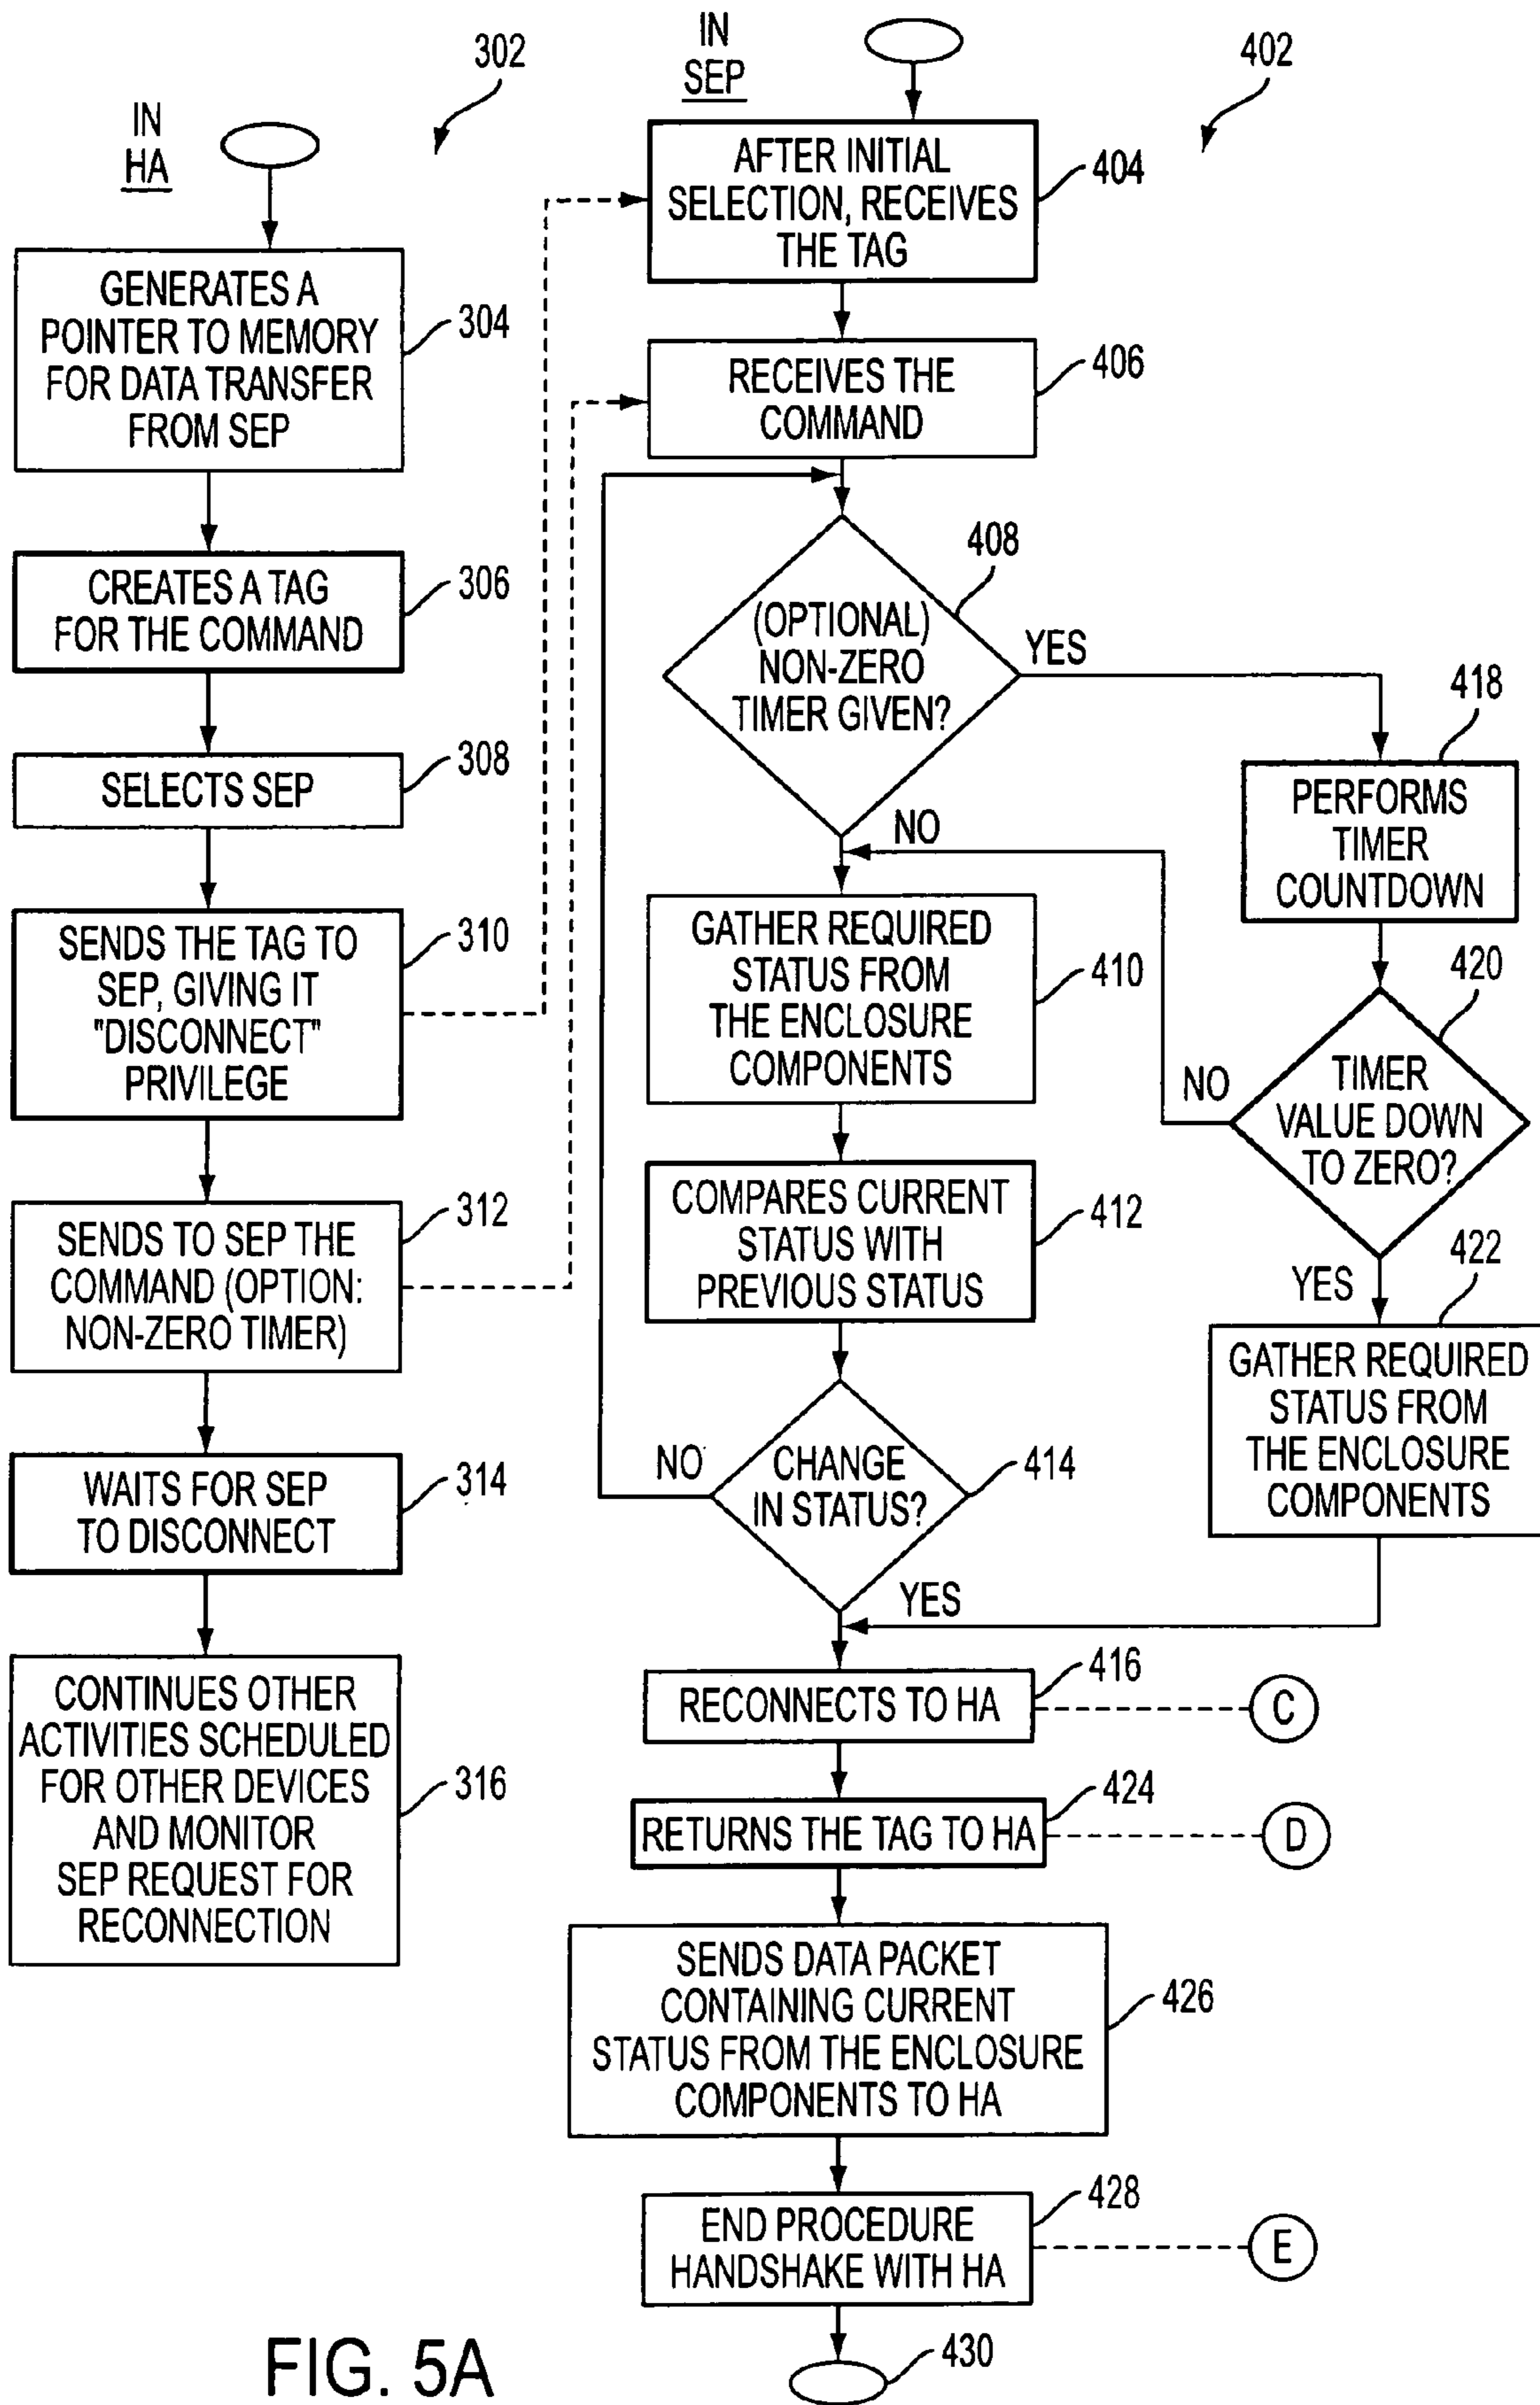 IN
HA
302
GENERATES A
POINTER TO MEMORY
FOR DATA TRANSFER
FROM SEP
304
CREATES A TAG
FOR THE COMMAND
306
SELECTS SEP
308
SENDS THE TAG TO
SEP, GIVING IT
"DISCONNECT"
PRIVILEGE
310
SENDS TO SEP THE
COMMAND (OPTION:
NON-ZERO TIMER)
312
WAITS FOR SEP
TO DISCONNECT
314
CONTINUES OTHER
ACTIVITIES SCHEDULED
FOR OTHER DEVICES
AND MONITOR
SEP REQUEST FOR
RECONNECTION
316
IN
SEP
402
AFTER INITIAL
SELECTION, RECEIVES
THE TAG
404
RECEIVES THE
COMMAND
406
(OPTIONAL)
NON-ZERO
TIMER GIVEN?
408
YES
NO
GATHER REQUIRED
STATUS FROM
THE ENCLOSURE
COMPONENTS
410
COMPARES CURRENT
STATUS WITH
PREVIOUS STATUS
412
CHANGE
IN STATUS?
414
NO
YES
PERFORMS
TIMER
COUNTDOWN
418
TIMER
VALUE DOWN
TO ZERO?
420
NO
YES
GATHER REQUIRED
STATUS FROM
THE ENCLOSURE
COMPONENTS
422
RECONNECTS TO HA
416
C
RETURNS THE TAG TO HA
424
D
SENDS DATA PACKET
CONTAINING CURRENT
STATUS FROM THE ENCLOSURE
COMPONENTS TO HA
426
END PROCEDURE
HANDSHAKE WITH HA
428
E
430
FIG. 5A